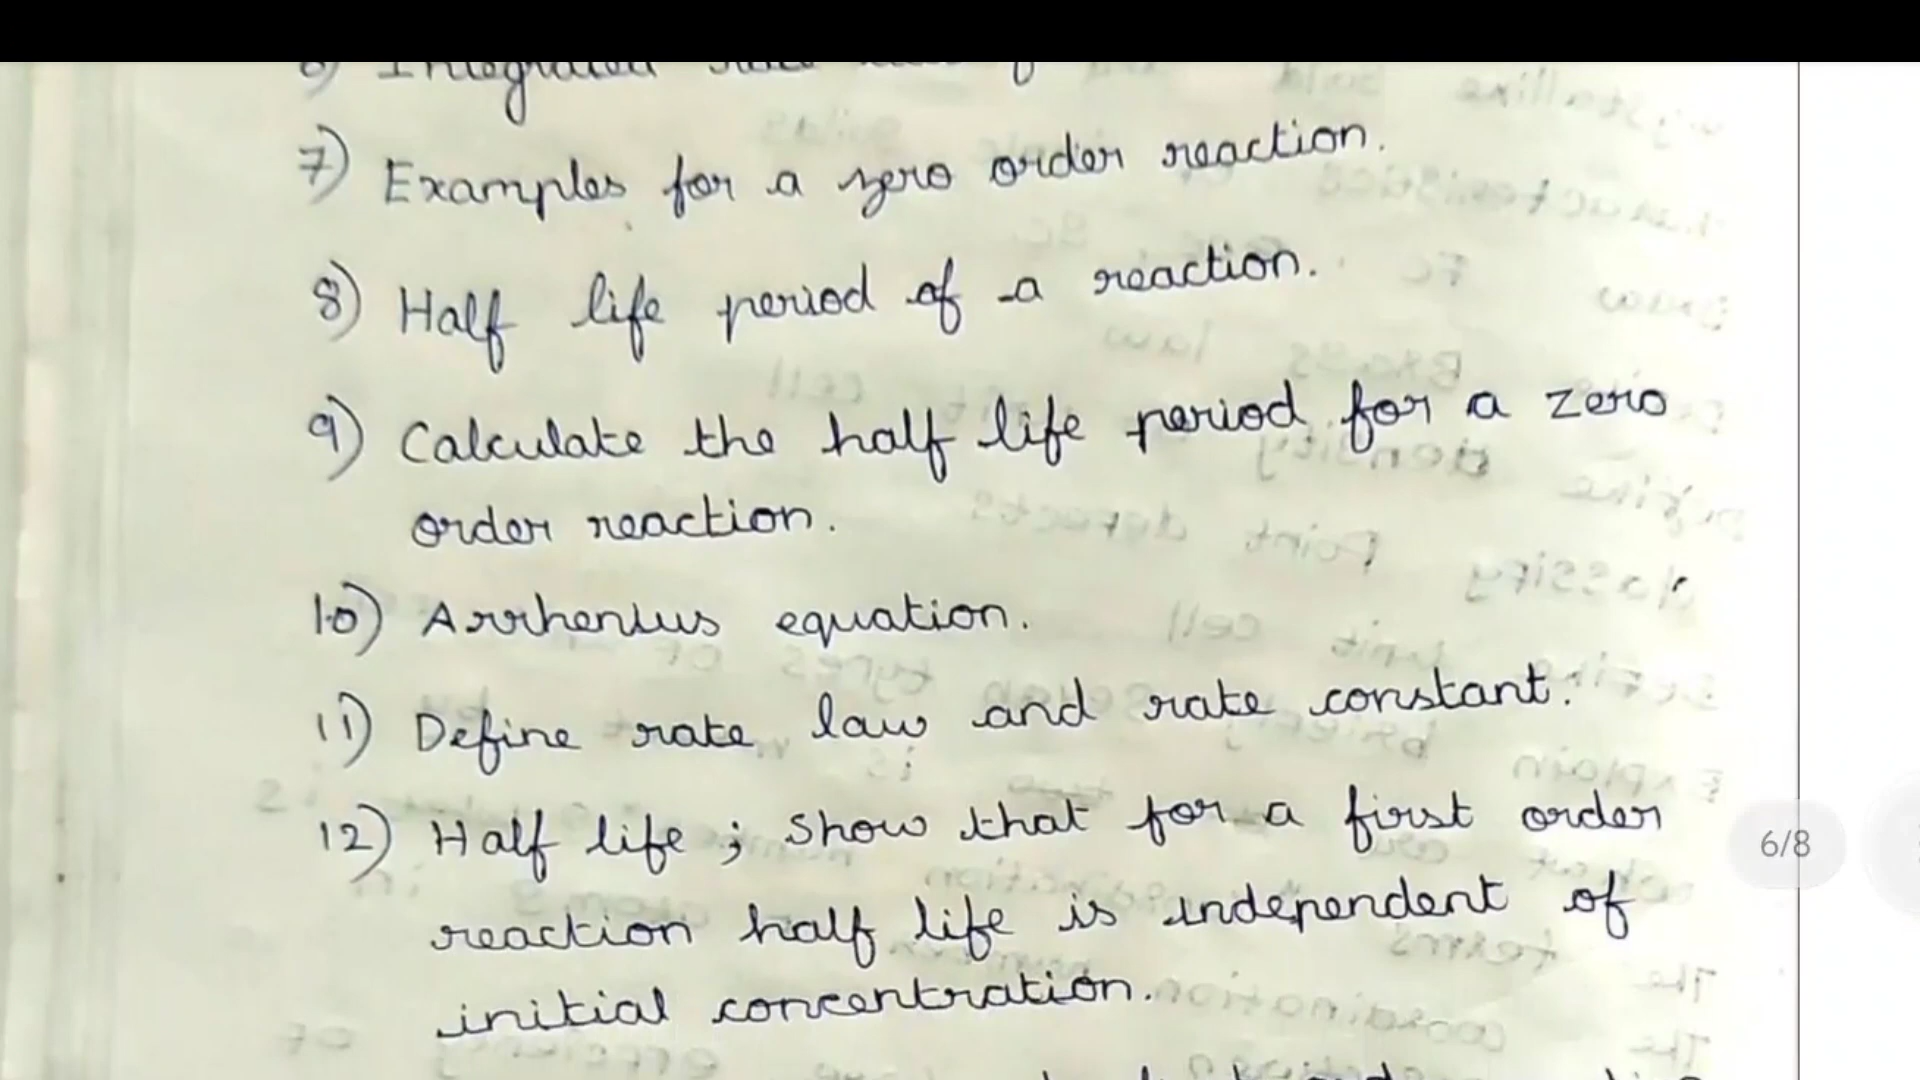 7) Examples for a zero order reaction.
8) Half life period of a reaction.
9) Calculate the half life period for a zero
order reaction.
10) Arrhenius equation.
11) Define rate law and rate constant.
12) Half life ; Show that for a first order
reaction half life is independent of
initial concentration.
6/8